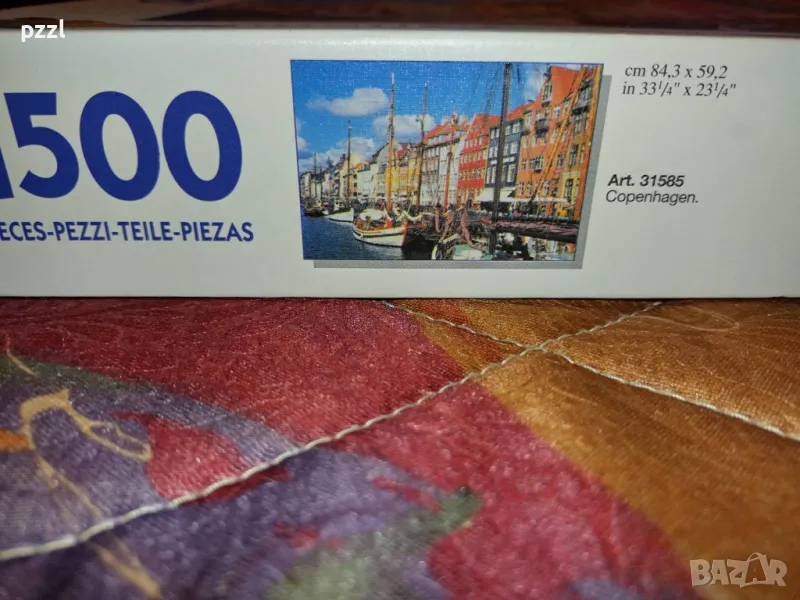 pzzl
1500
ECES-PEZZI-TEILE-PIEZAS
cm 84,3 x 59,2
in 33¹/₄" x 23¹/₄"
Art. 31585
Copenhagen.
BAZAR